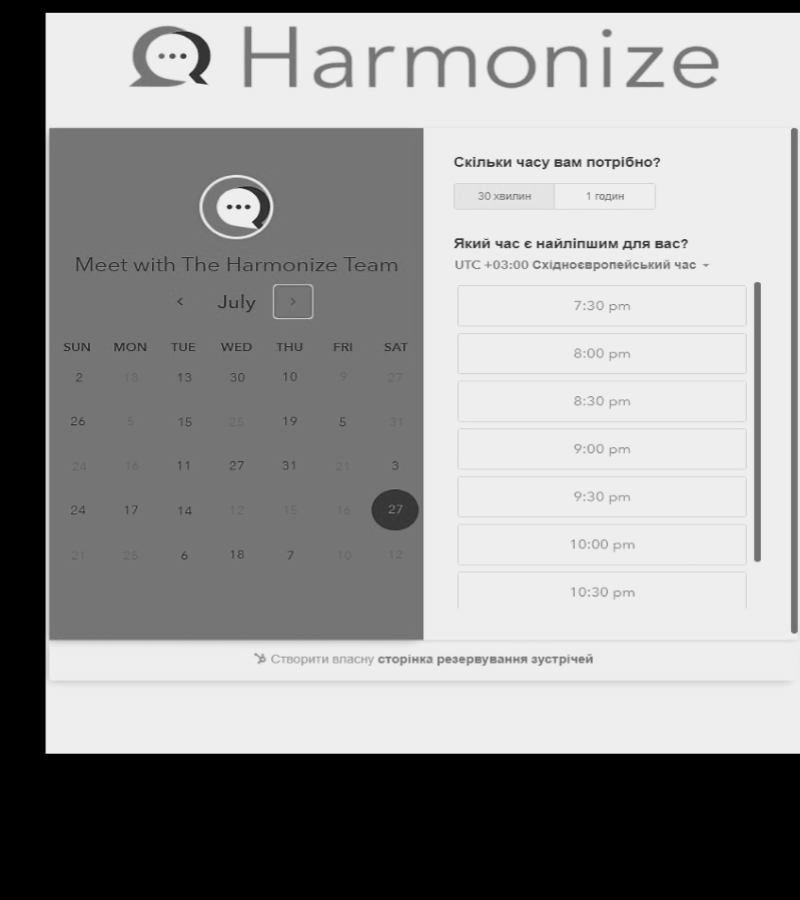 Harmonize
Meet with The Harmonize Team
July
SUN MON TUE WED THU FRI SAT
2 18 13 30 10 9 27
26 5 15 25 19 5 31
24 16 11 27 31 21 3
24 17 14 12 15 16 27
21 26 6 18 7 10 12
Скільки часу вам потрібно?
30 хвилин 1 годин
Який час є найліпшим для вас?
UTC +03:00 Східноєвропейський час
7:30 pm
8:00 pm
8:30 pm
9:00 pm
9:30 pm
10:00 pm
10:30 pm
Створити власну сторінка резервування зустрічей